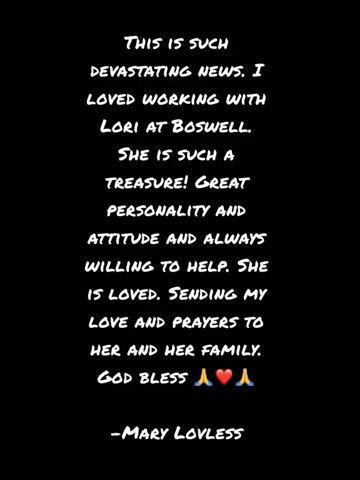 This is such
devastating news. I
loved working with
Lori at Boswell.
She is such a
treasure! Great
personality and
attitude and always
willing to help. She
is loved. Sending my
love and prayers to
her and her family.
God bless 🙏❤️🙏
-Mary Lovless